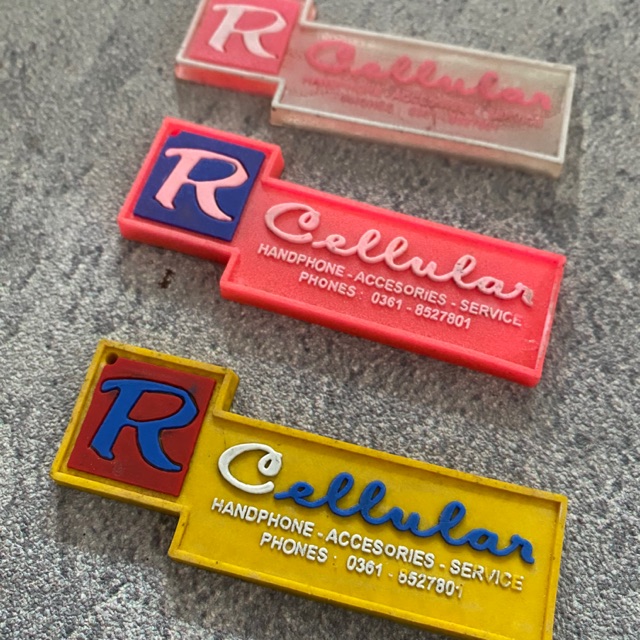 R
Cellular
R
Cellular
HANDPHONE - ACCESORIES - SERVICE
PHONES : 0361 - 8527801
R
Cellular
HANDPHONE - ACCESORIES - SERVICE
PHONES : 0361 - 8527801